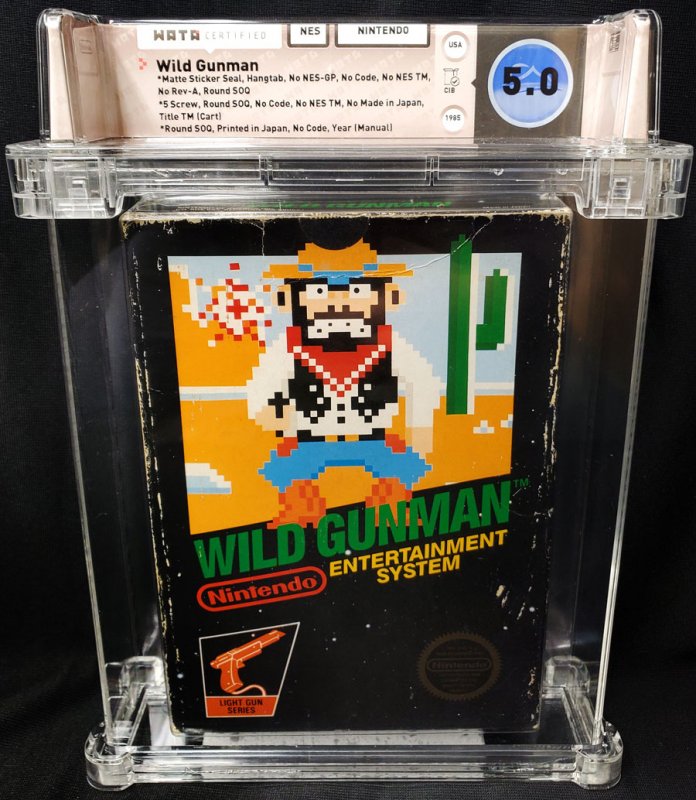 WATA CERTIFIED
NES
NINTENDO
Wild Gunman
*Matte Sticker Seal, Hangtab, No NES-GP, No Code, No NES TM,
No Rev-A, Round SOQ
*5 Screw, Round SOQ, No Code, No NES TM, No Made in Japan,
Title TM (Cart)
*Round SOQ, Printed in Japan, No Code, Year (Manual)
USA
CIB
1985
5.0
WILD GUNMAN
WILD GUNMAN™
Nintendo®
ENTERTAINMENT
SYSTEM
LIGHT GUN
SERIES
Nintendo